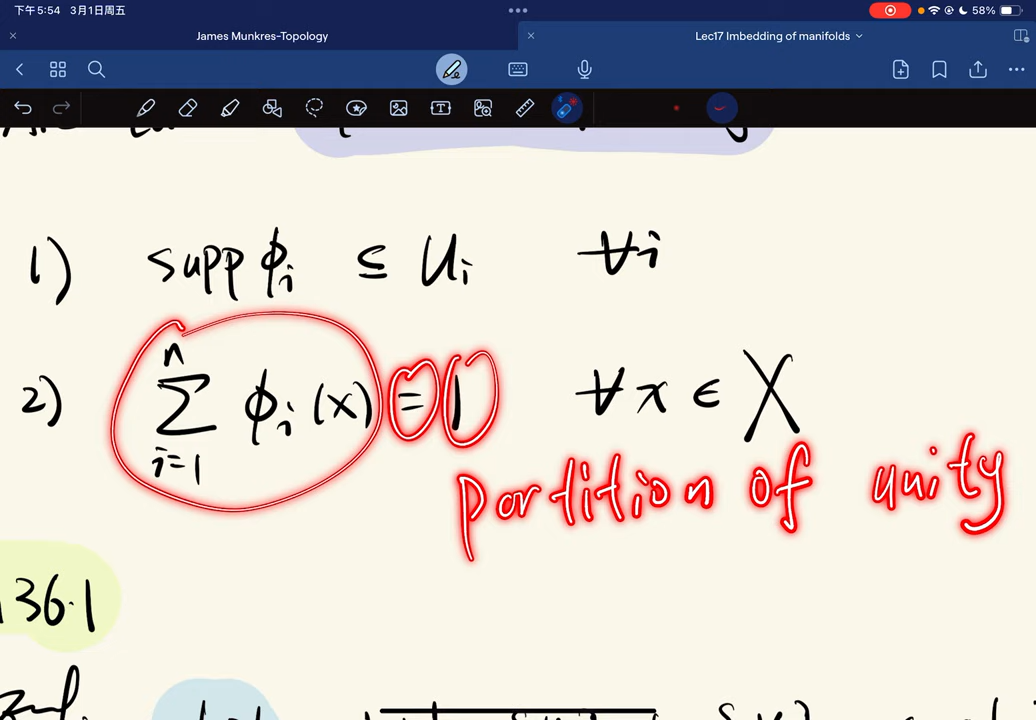 下午5:54 3月1日周五
58%
James Munkres-Topology
Lec17 Imbedding of manifolds
1) supp ϕi ⊆ Ui ∀i
2) ∑_{i=1}^{n} ϕi(x) = 1 ∀x ∈ X
partition of unity
36.1